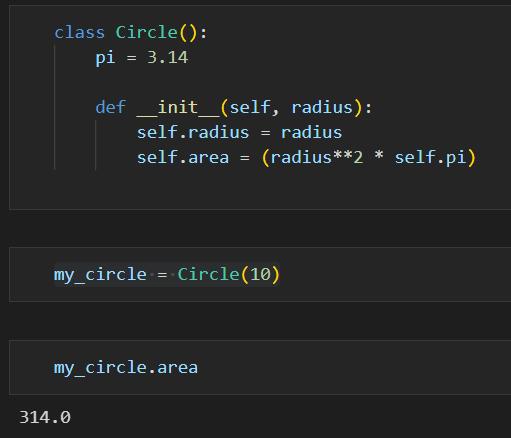 class Circle():
    pi = 3.14
    def __init__(self, radius):
        self.radius = radius
        self.area = (radius**2 * self.pi)
my_circle = Circle(10)
my_circle.area
314.0